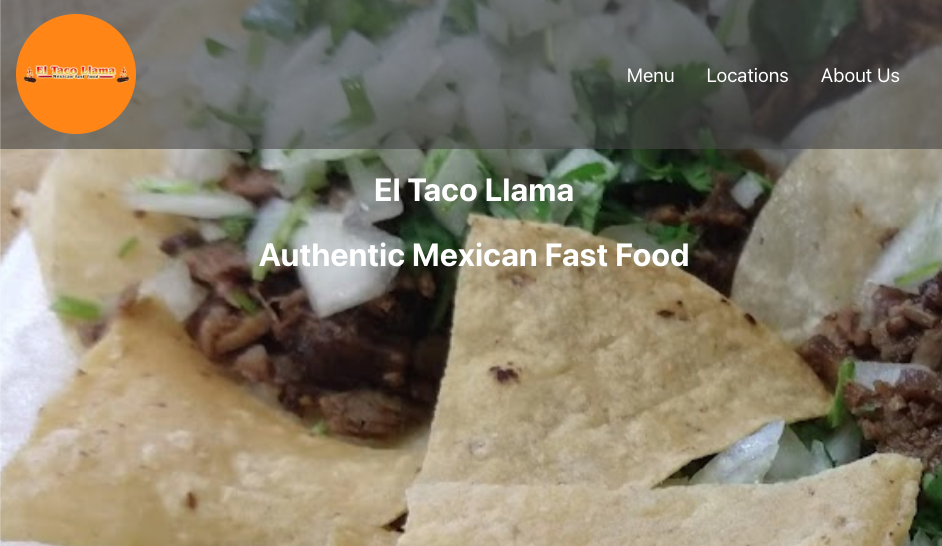 El Taco Llama
Mexican Fast Food
Menu Locations About Us
El Taco Llama
Authentic Mexican Fast Food